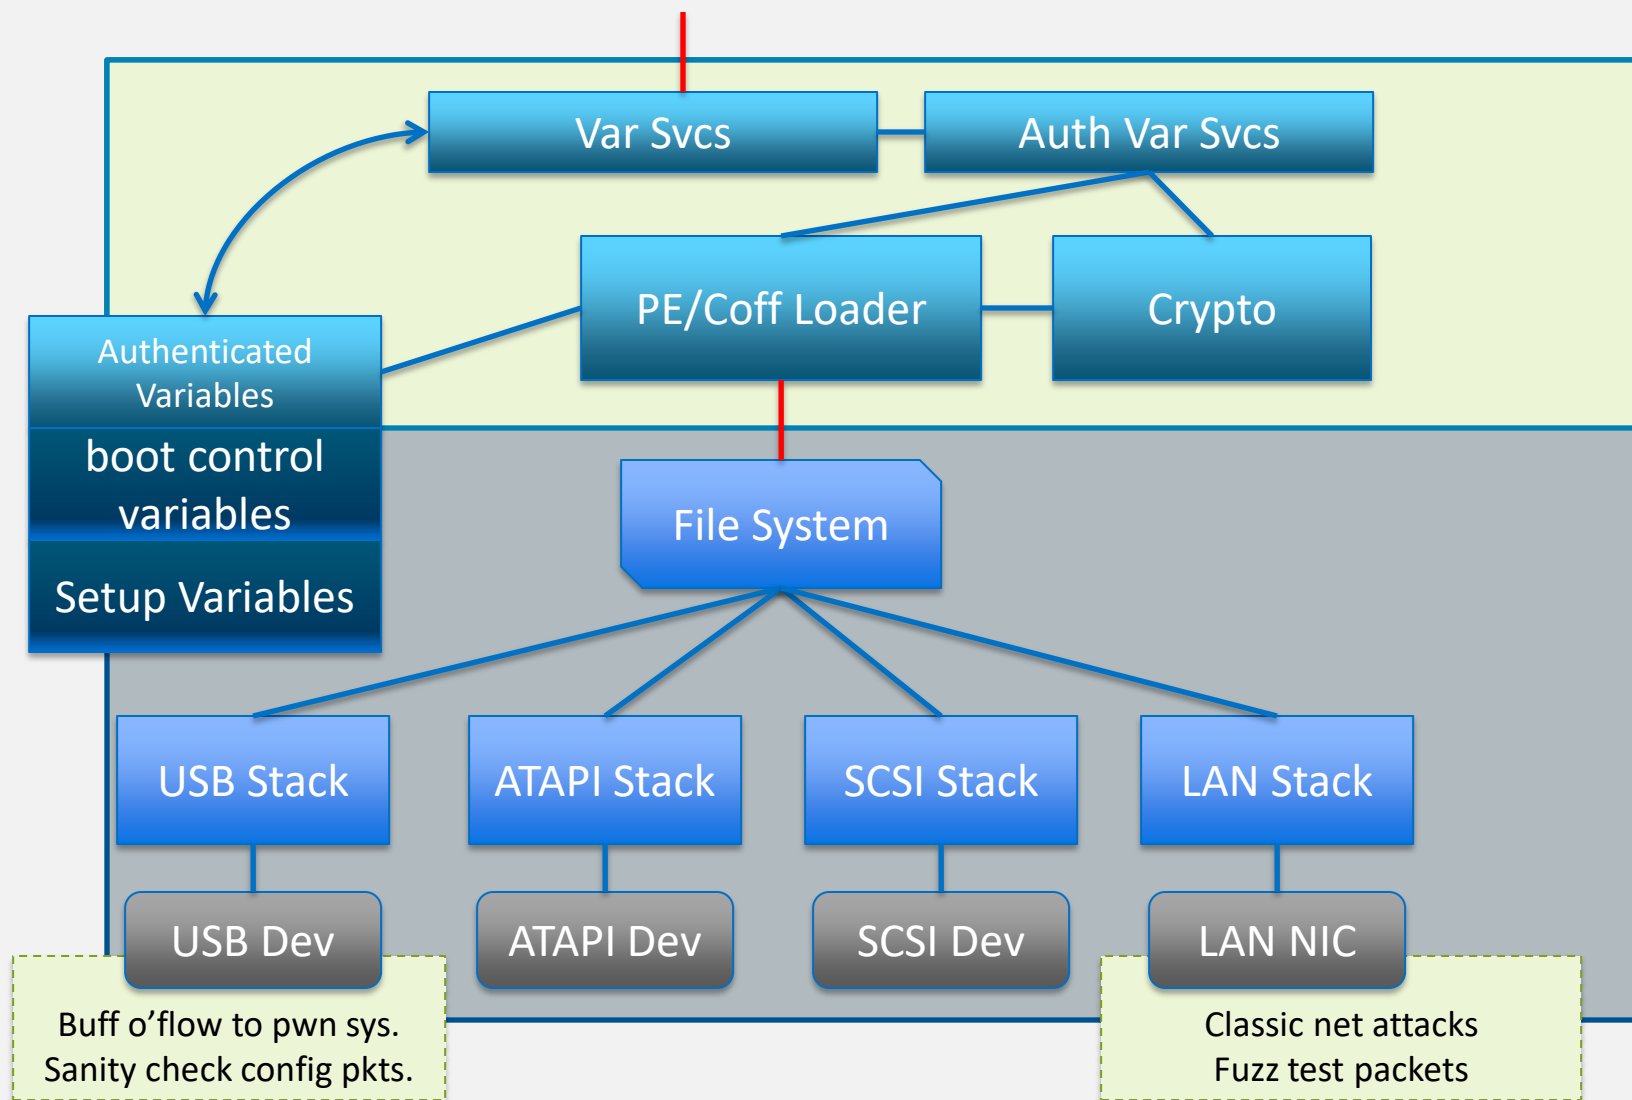 Var Svcs
Auth Var Svcs
PE/Coff Loader
Crypto
Authenticated
Variables
boot control
variables
Setup Variables
File System
USB Stack
ATAPI Stack
SCSI Stack
LAN Stack
USB Dev
ATAPI Dev
SCSI Dev
LAN NIC
Buff o’flow to pwn sys.
Sanity check config pkts.
Classic net attacks
Fuzz test packets